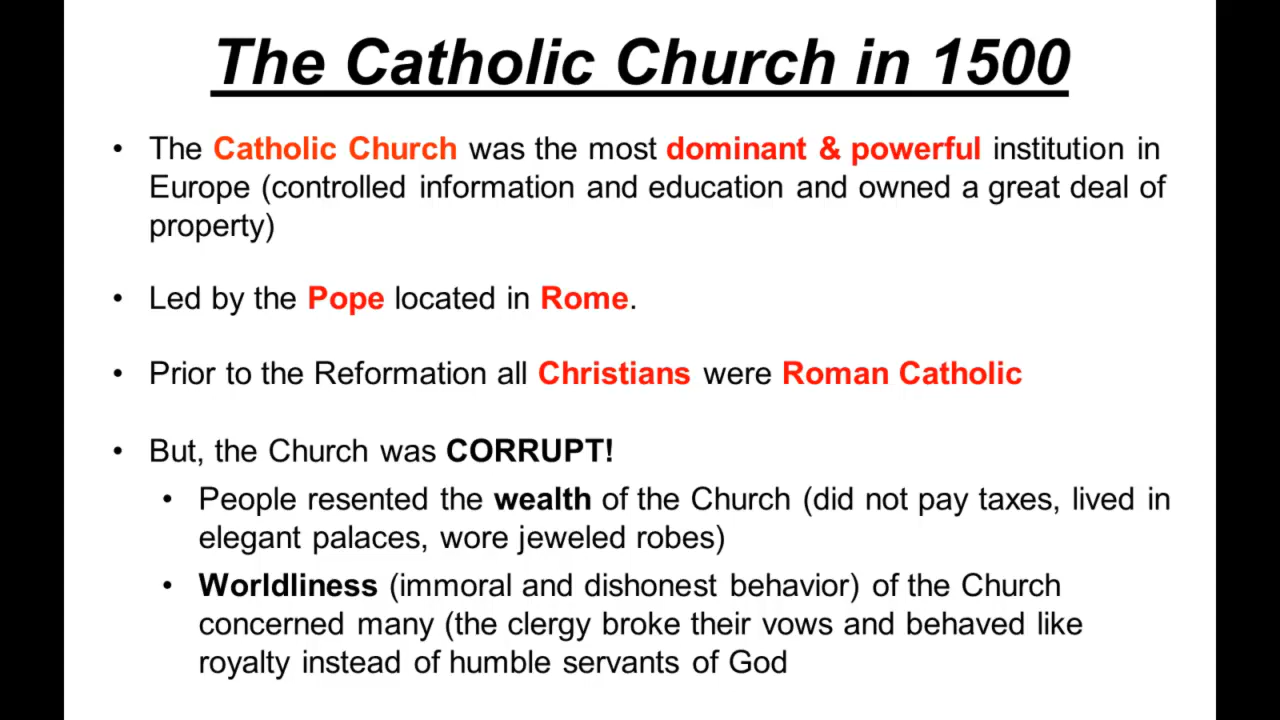 The Catholic Church in 1500
• The Catholic Church was the most dominant & powerful institution in
Europe (controlled information and education and owned a great deal of
property)
• Led by the Pope located in Rome.
• Prior to the Reformation all Christians were Roman Catholic
• But, the Church was CORRUPT!
• People resented the wealth of the Church (did not pay taxes, lived in
elegant palaces, wore jeweled robes)
• Worldliness (immoral and dishonest behavior) of the Church
concerned many (the clergy broke their vows and behaved like
royalty instead of humble servants of God